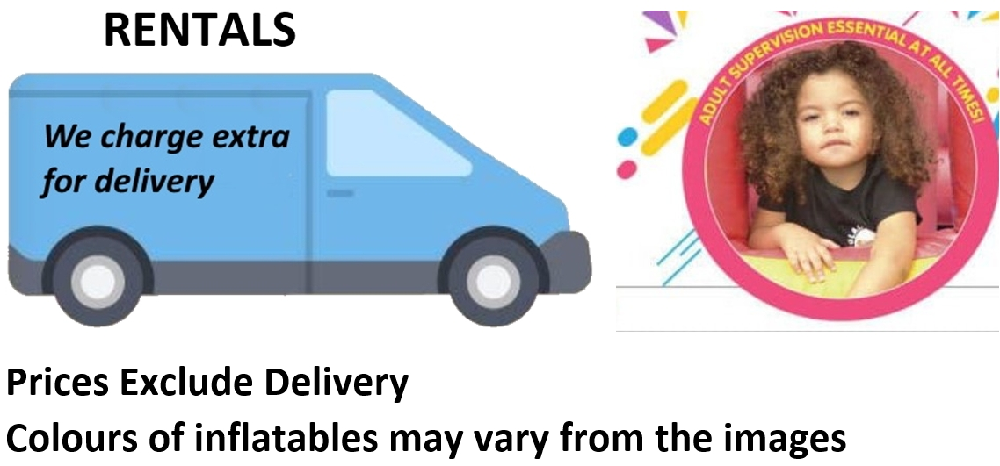 RENTALS
We charge extra
for delivery
ADULT SUPERVISION ESSENTIAL AT ALL TIMES!
Prices Exclude Delivery
Colours of inflatables may vary from the images